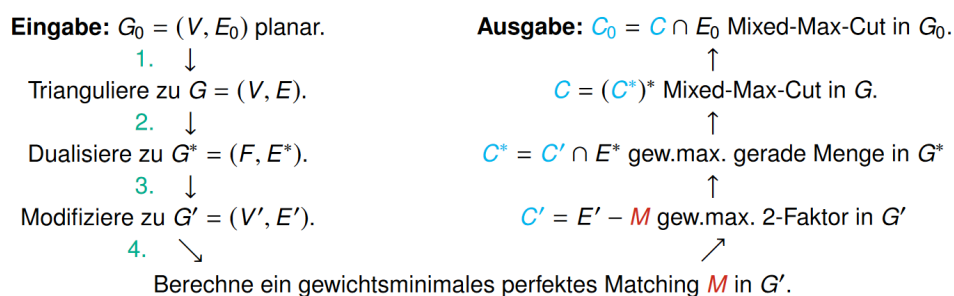 Eingabe: G₀ = (V, E₀) planar.
1. ↓
Trianguliere zu G = (V, E).
2. ↓
Dualisiere zu G* = (F, E*).
3. ↓
Modifiziere zu G′ = (V′, E′).
4. ↘
Berechne ein gewichtsminimales perfektes Matching M in G′.
↗
C′ = E′ − M gew.max. 2-Faktor in G′
↑
C* = C′ ∩ E* gew.max. gerade Menge in G*
↑
C = (C*)* Mixed-Max-Cut in G.
↑
Ausgabe: C₀ = C ∩ E₀ Mixed-Max-Cut in G₀.